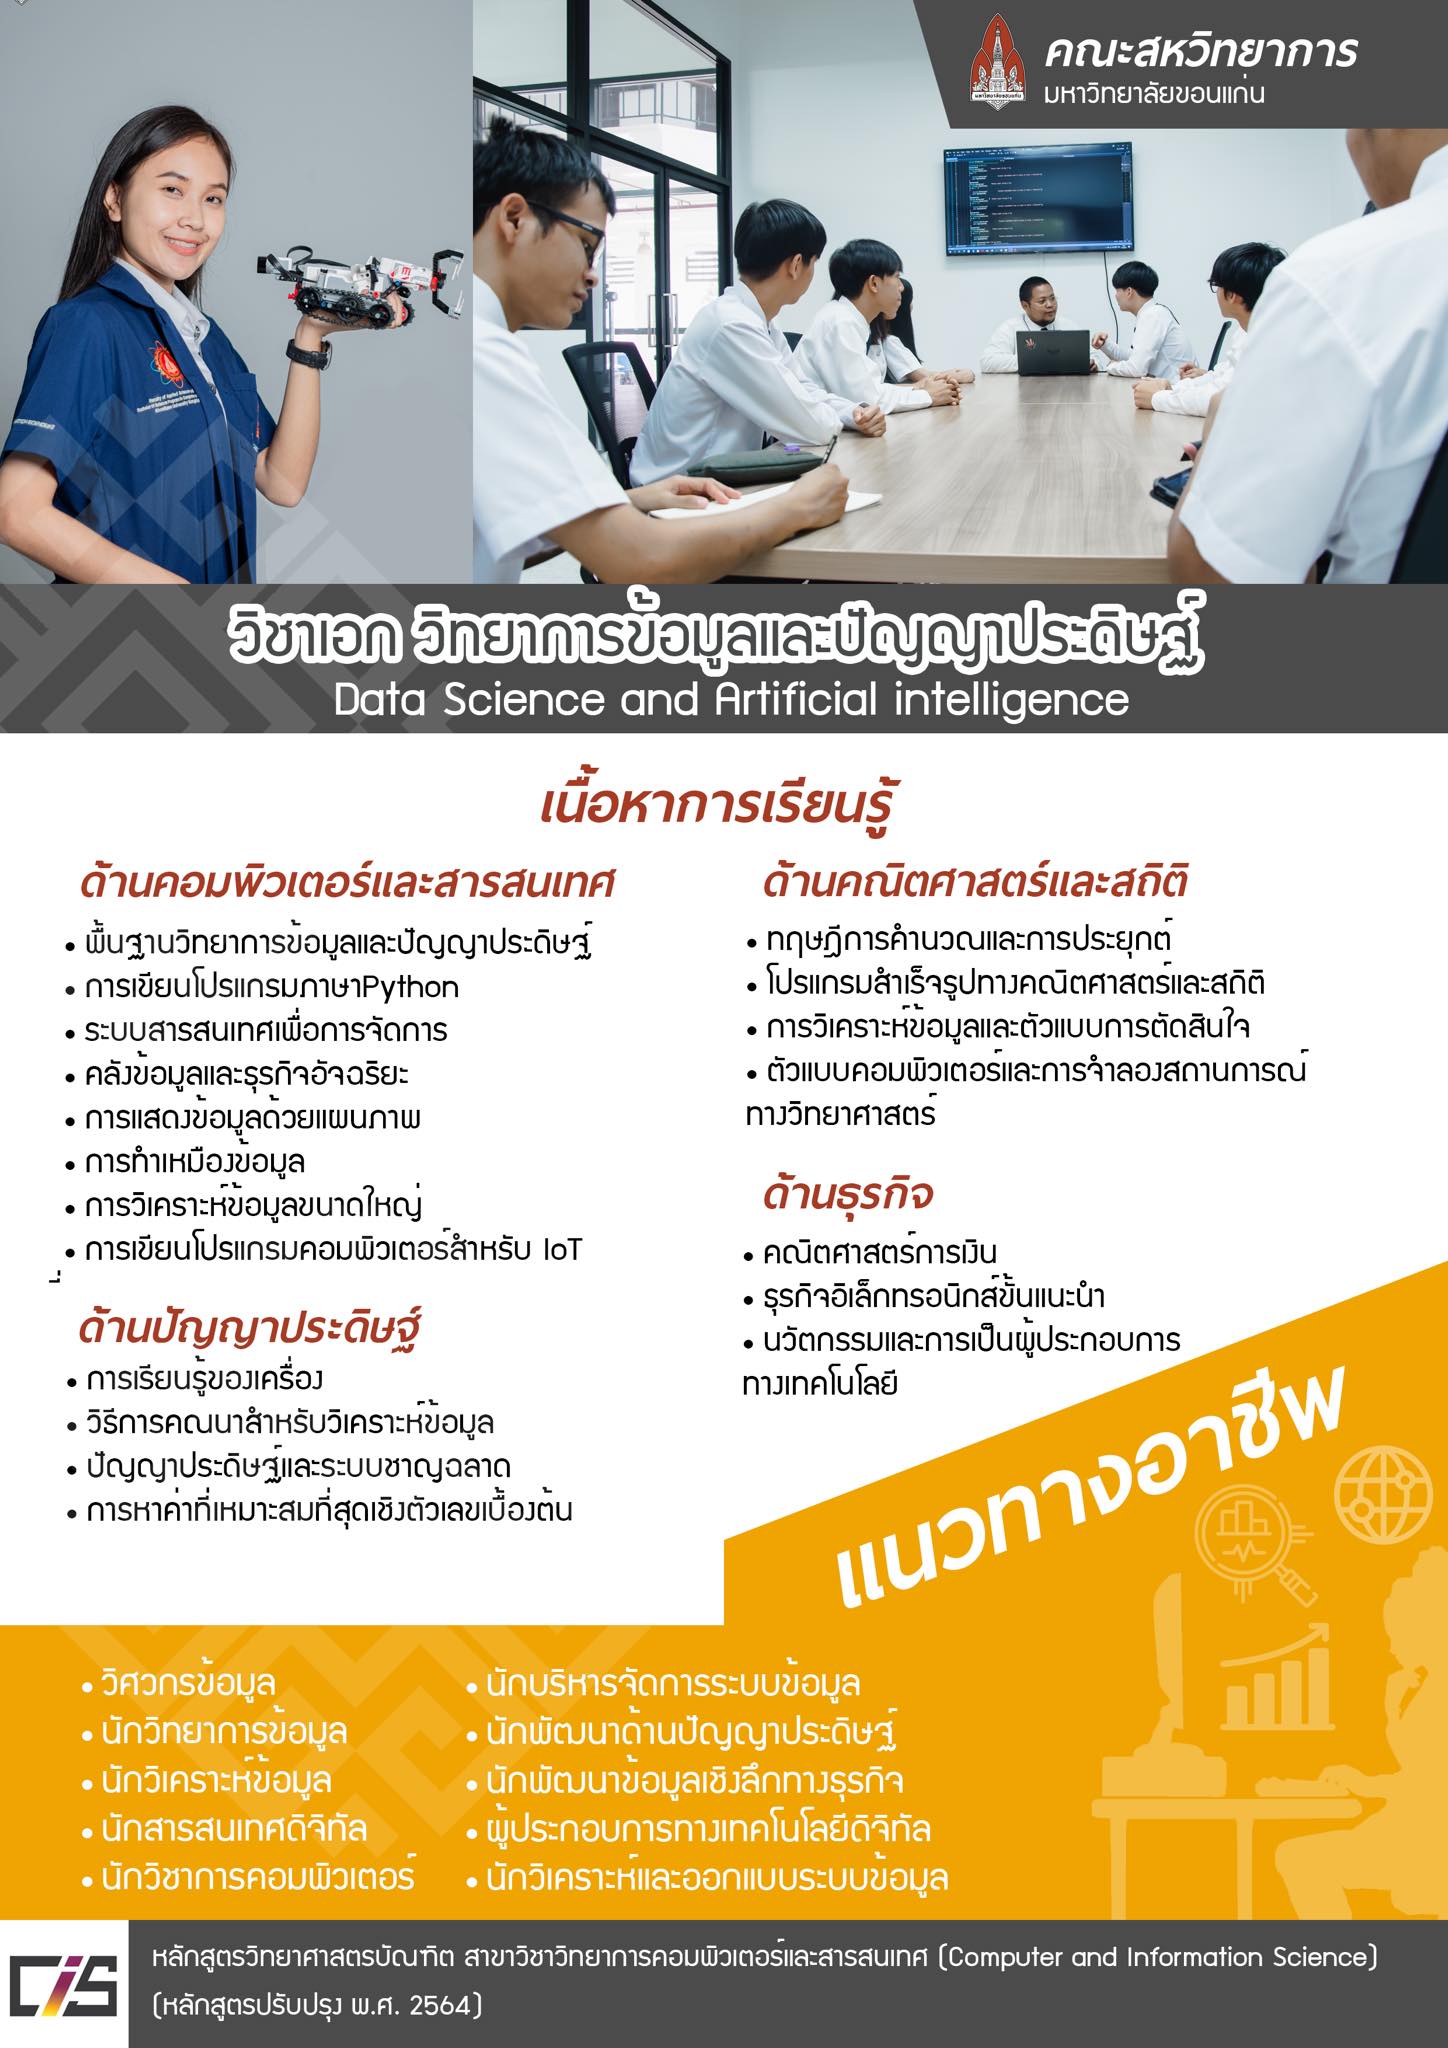 คณะสหวิทยาการ
มหาวิทยาลัยขอนแก่น
มหาวิทยาลัยขอนแก่น
วิชาเอก วิทยาการข้อมูลและปัญญาประดิษฐ์
Data Science and Artificial intelligence
เนื้อหาการเรียนรู้
ด้านคอมพิวเตอร์และสารสนเทศ
• พื้นฐานวิทยาการข้อมูลและปัญญาประดิษฐ์
• การเขียนโปรแกรมภาษาPython
• ระบบสารสนเทศเพื่อการจัดการ
• คลังข้อมูลและธุรกิจอัจฉริยะ
• การแสดงข้อมูลด้วยแผนภาพ
• การทำเหมืองข้อมูล
• การวิเคราะห์ข้อมูลขนาดใหญ่
• การเขียนโปรแกรมคอมพิวเตอร์สำหรับ IoT
ด้านปัญญาประดิษฐ์
• การเรียนรู้ของเครื่อง
• วิธีการคณนาสำหรับวิเคราะห์ข้อมูล
• ปัญญาประดิษฐ์และระบบชาญฉลาด
• การหาค่าที่เหมาะสมที่สุดเชิงตัวเลขเบื้องต้น
ด้านคณิตศาสตร์และสถิติ
• ทฤษฎีการคำนวณและการประยุกต์
• โปรแกรมสำเร็จรูปทางคณิตศาสตร์และสถิติ
• การวิเคราะห์ข้อมูลและตัวแบบการตัดสินใจ
• ตัวแบบคอมพิวเตอร์และการจำลองสถานการณ์
ทางวิทยาศาสตร์
ด้านธุรกิจ
• คณิตศาสตร์การเงิน
• ธุรกิจอิเล็กทรอนิกส์ขั้นแนะนำ
• นวัตกรรมและการเป็นผู้ประกอบการ
ทางเทคโนโลยี
แนวทางอาชีพ
• วิศวกรข้อมูล
• นักวิทยาการข้อมูล
• นักวิเคราะห์ข้อมูล
• นักสารสนเทศดิจิทัล
• นักวิชาการคอมพิวเตอร์
• นักบริหารจัดการระบบข้อมูล
• นักพัฒนาด้านปัญญาประดิษฐ์
• นักพัฒนาข้อมูลเชิงลึกทางธุรกิจ
• ผู้ประกอบการทางเทคโนโลยีดิจิทัล
• นักวิเคราะห์และออกแบบระบบข้อมูล
CIS
หลักสูตรวิทยาศาสตรบัณฑิต สาขาวิชาวิทยาการคอมพิวเตอร์และสารสนเทศ (Computer and Information Science)
(หลักสูตรปรับปรุง พ.ศ. 2564)